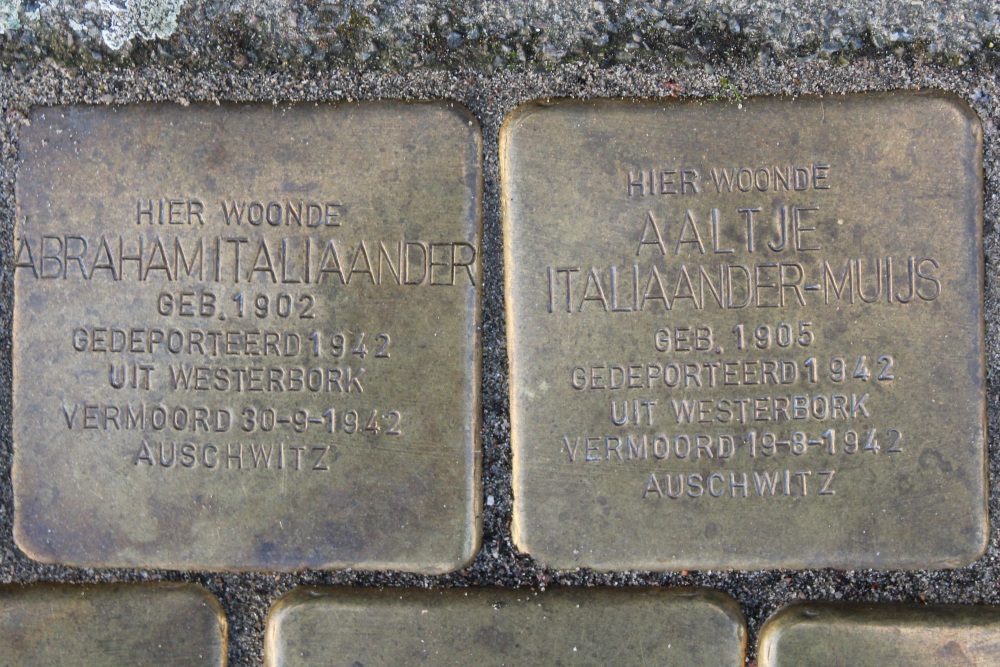 HIER WOONDE
ABRAHAM ITALIAANDER
GEB. 1902
GEDEPORTEERD 1942
UIT WESTERBORK
VERMOORD 30-9-1942
AUSCHWITZ
HIER WOONDE
AALTJE
ITALIAANDER-MUIJS
GEB. 1905
GEDEPORTEERD 1942
UIT WESTERBORK
VERMOORD 19-8-1942
AUSCHWITZ